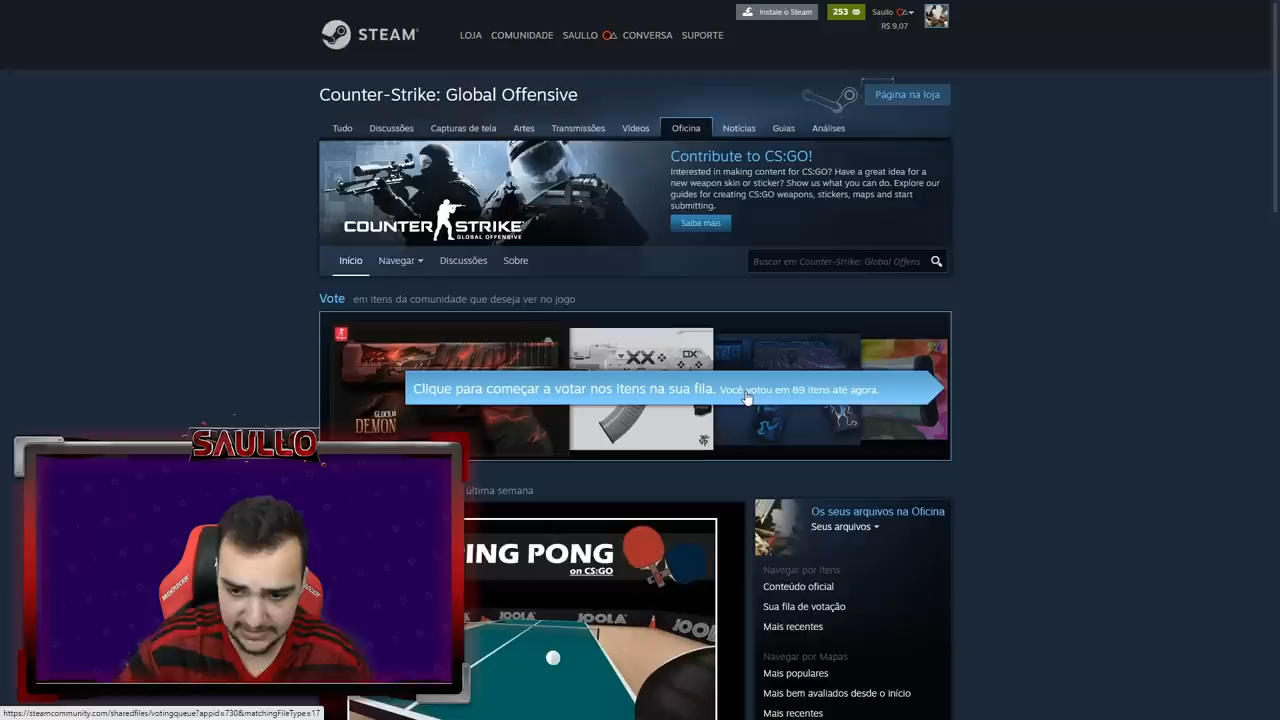 Instale o Steam
253
Saullo
R$ 9,07
STEAM
LOJA COMUNIDADE SAULLO CONVERSA SUPORTE
Counter-Strike: Global Offensive
Página na loja
Tudo Discussões Capturas de tela Artes Transmissões Vídeos Oficina Notícias Guias Análises
Contribute to CS:GO!
Interested in making content for CS:GO? Have a great idea for a
new weapon skin or sticker? Show us what you can do. Explore our
guides for creating CS:GO weapons, stickers, maps and start
submitting.
Saiba mais
COUNTER STRIKE
GLOBAL OFFENSIVE
Início Navegar Discussões Sobre
Buscar em Counter-Strike: Global Offens
Vote em itens da comunidade que deseja ver no jogo
Clique para começar a votar nos itens na sua fila. Você votou em 89 itens até agora.
GLOCK 18
DEMON
SAULLO
última semana
ING PONG
on CS:GO
JOOLA JOOLA JOOL
MAXRACER
Os seus arquivos na Oficina
Seus arquivos
Navegar por Itens
Conteúdo oficial
Sua fila de votação
Mais recentes
Navegar por Mapas
Mais populares
Mais bem avaliados desde o início
Mais recentes
https://steamcommunity.com/sharedfiles/votingqueue?appid=730&matchingFileType=17